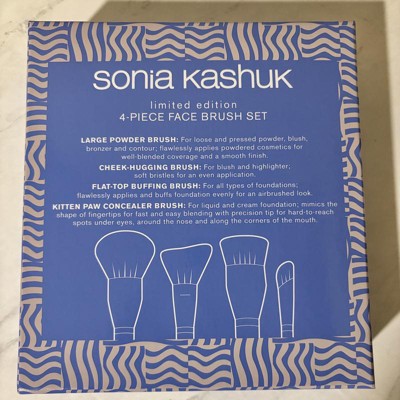 sonia kashuk
limited edition
4-PIECE FACE BRUSH SET
LARGE POWDER BRUSH: For loose and pressed powder, blush,
bronzer and contour; flawlessly applies powdered cosmetics for
well-blended coverage and a smooth finish.
CHEEK-HUGGING BRUSH: For blush and highlighter;
soft bristles for an even application.
FLAT-TOP BUFFING BRUSH: For all types of foundations;
flawlessly applies and buffs foundation evenly for an airbrushed look.
KITTEN PAW CONCEALER BRUSH: For liquid and cream foundation; mimics the
shape of fingertips for fast and easy blending with precision tip for hard-to-reach
spots under eyes, around the nose and along the corners of the mouth.